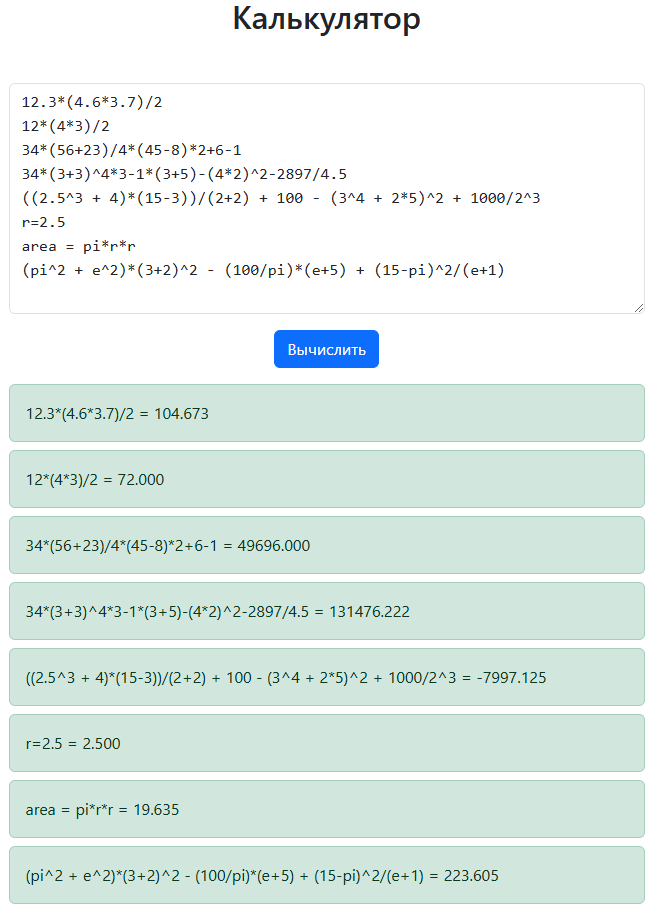 Калькулятор
12.3*(4.6*3.7)/2
12*(4*3)/2
34*(56+23)/4*(45-8)*2+6-1
34*(3+3)^4*3-1*(3+5)-(4*2)^2-2897/4.5
((2.5^3 + 4)*(15-3))/(2+2) + 100 - (3^4 + 2*5)^2 + 1000/2^3
r=2.5
area = pi*r*r
(pi^2 + e^2)*(3+2)^2 - (100/pi)*(e+5) + (15-pi)^2/(e+1)
Вычислить
12.3*(4.6*3.7)/2 = 104.673
12*(4*3)/2 = 72.000
34*(56+23)/4*(45-8)*2+6-1 = 49696.000
34*(3+3)^4*3-1*(3+5)-(4*2)^2-2897/4.5 = 131476.222
((2.5^3 + 4)*(15-3))/(2+2) + 100 - (3^4 + 2*5)^2 + 1000/2^3 = -7997.125
r=2.5 = 2.500
area = pi*r*r = 19.635
(pi^2 + e^2)*(3+2)^2 - (100/pi)*(e+5) + (15-pi)^2/(e+1) = 223.605